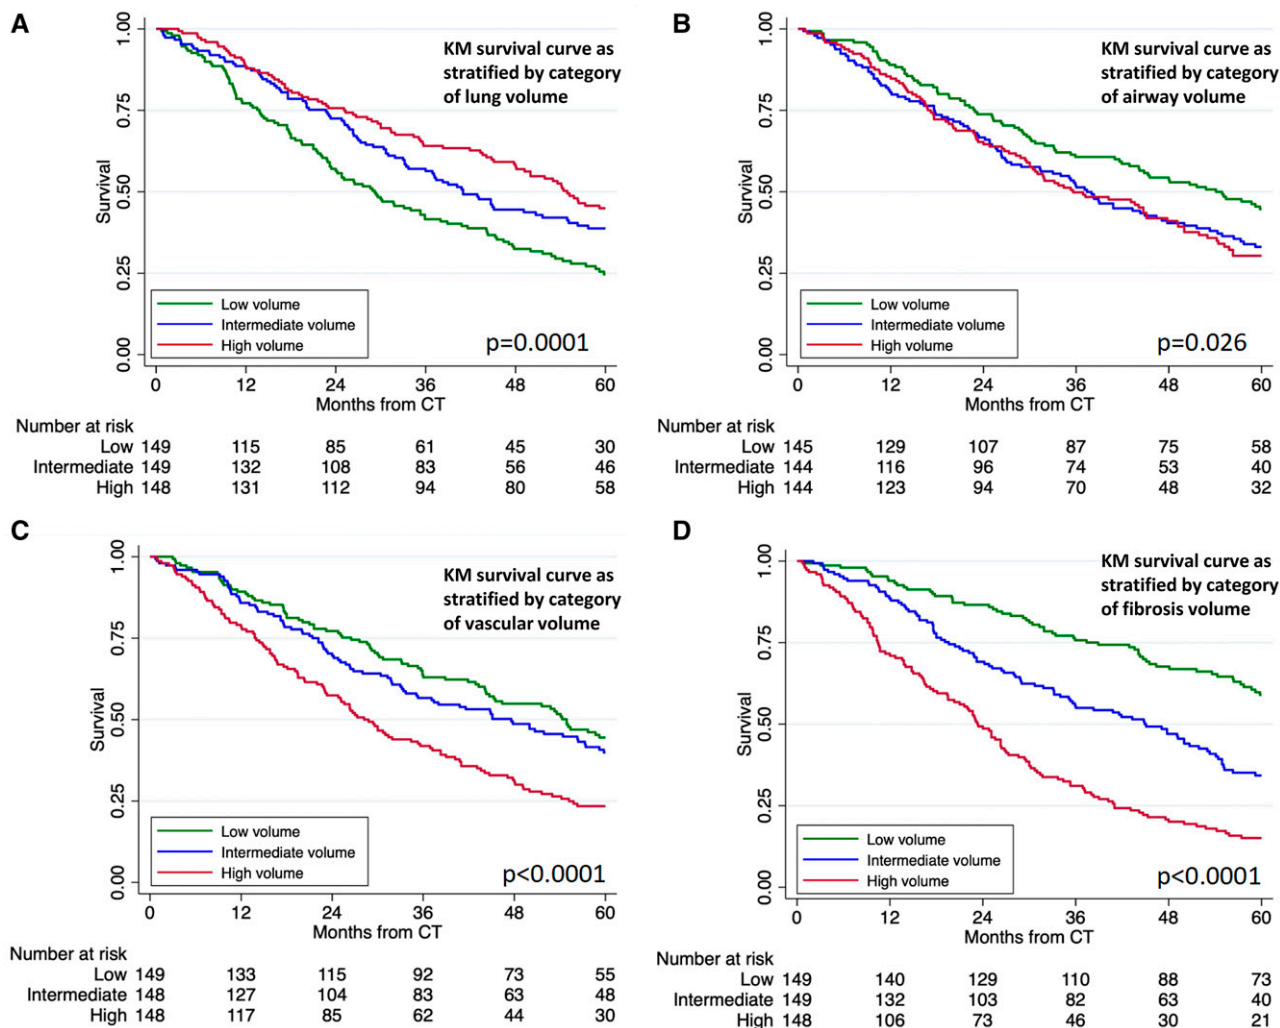 A
KM survival curve as
stratified by category
of lung volume
1.00
0.75
0.50
0.25
0.00
Survival
Low volume
Intermediate volume
High volume
p=0.0001
0 12 24 36 48 60
Months from CT
Number at risk
Low 149 115 85 61 45 30
Intermediate 149 132 108 83 56 46
High 148 131 112 94 80 58
B
KM survival curve as
stratified by category
of airway volume
1.00
0.75
0.50
0.25
0.00
Survival
Low volume
Intermediate volume
High volume
p=0.026
0 12 24 36 48 60
Months from CT
Number at risk
Low 145 129 107 87 75 58
Intermediate 144 116 96 74 53 40
High 144 123 94 70 48 32
C
KM survival curve as
stratified by category
of vascular volume
1.00
0.75
0.50
0.25
0.00
Survival
Low volume
Intermediate volume
High volume
p<0.0001
0 12 24 36 48 60
Months from CT
Number at risk
Low 149 133 115 92 73 55
Intermediate 148 127 104 83 63 48
High 148 117 85 62 44 30
D
KM survival curve as
stratified by category
of fibrosis volume
1.00
0.75
0.50
0.25
0.00
Survival
Low volume
Intermediate volume
High volume
p<0.0001
0 12 24 36 48 60
Months from CT
Number at risk
Low 149 140 129 110 88 73
Intermediate 149 132 103 82 63 40
High 148 106 73 46 30 21